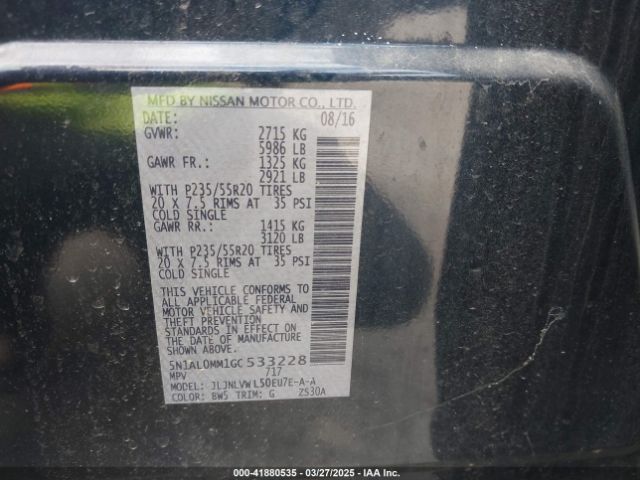 MFD BY NISSAN MOTOR CO., LTD.
DATE: 08/16
GVWR: 2715 KG
5986 LB
GAWR FR.: 1325 KG
2921 LB
WITH P235/55R20 TIRES
20 X 7.5 RIMS AT 35 PSI
COLD SINGLE
GAWR RR.: 1415 KG
3120 LB
WITH P235/55R20 TIRES
20 X 7.5 RIMS AT 35 PSI
COLD SINGLE
THIS VEHICLE CONFORMS TO
ALL APPLICABLE FEDERAL
MOTOR VEHICLE SAFETY AND
THEFT PREVENTION
STANDARDS IN EFFECT ON
THE DATE OF MANUFACTURE
SHOWN ABOVE.
5N1AL0MM1GC533228
MPV 717
MODEL: JLJNLVWL50EU7E-A-A
COLOR: BW5 TRIM: G ZS30A
000-41880535 - 03/27/2025 - IAA Inc.